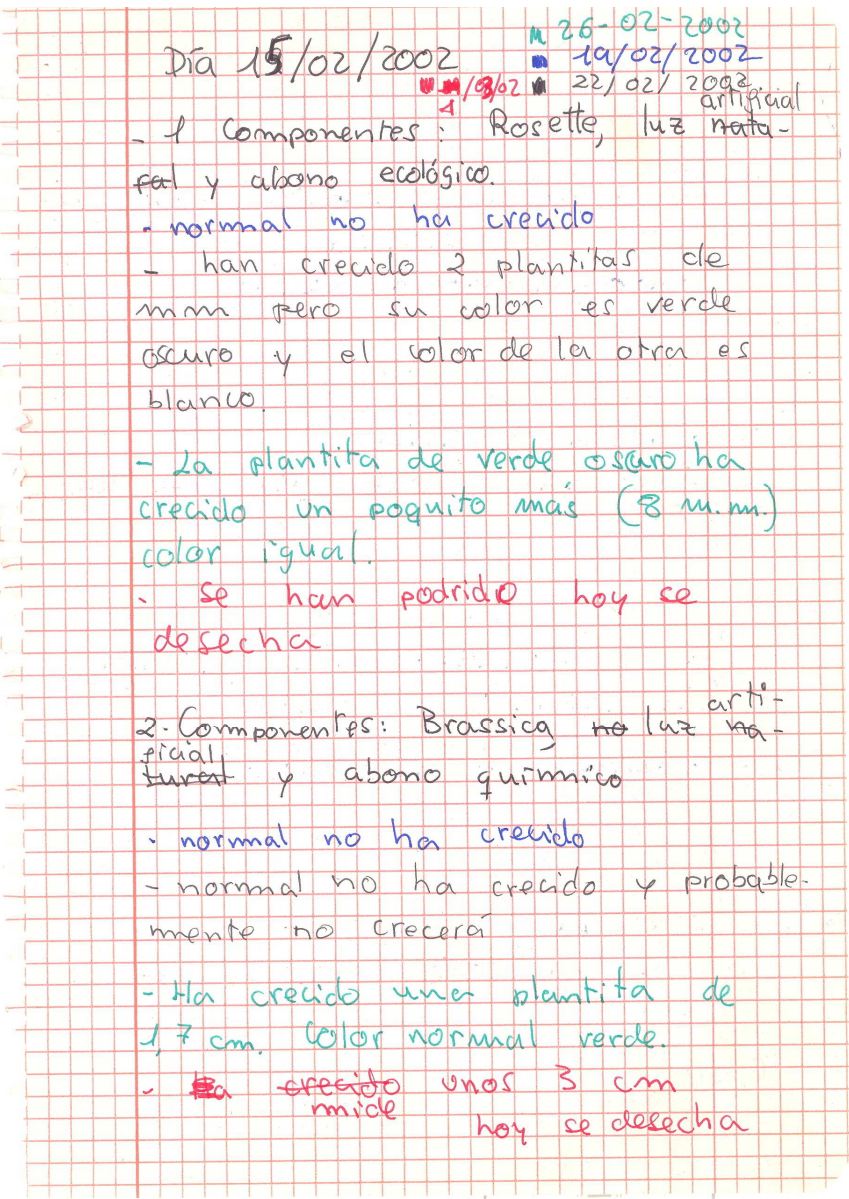 M 26-02-2002
Día 15/02/2002 19/02/2002
1/03/02 22/02/2002
artificial
- 1 Componentes: Rosette, luz nata-
ral y abono ecológico.
- normal no ha crecido
- han crecido 2 plantitas de
mm pero su color es verde
oscuro y el color de la otra es
blanco.
- La plantita de verde oscuro ha
crecido un poquito más (8 m.m.)
color igual.
- se han podrido hoy se
desecha
arti-
2. Componentes: Brassica no luz na-
ficial
tural y abono químico
- normal no ha crecido
- normal no ha crecido y probable-
mente no crecerá
- Ha crecido una plantita de
1,7 cm. Color normal verde.
- Ha crecido unos 3 cm
mide hoy se desecha